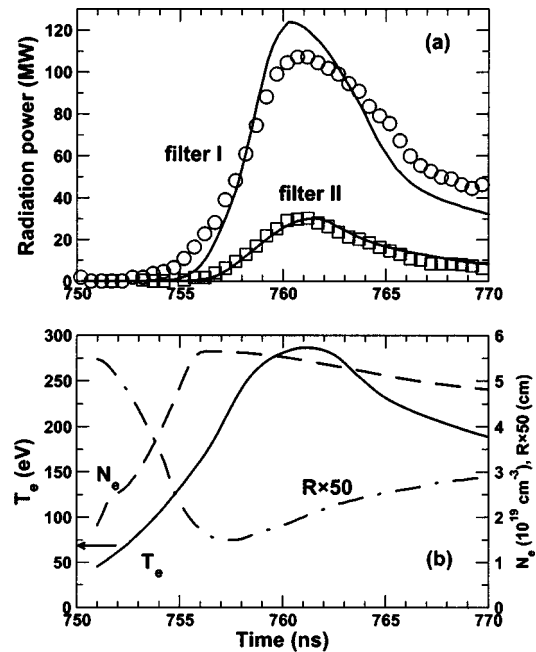 120
(a)
100
80
60
40
20
0
Radiation power (MW)
filter I
filter II
750 755 760 765 770
300 6
250 5
200 4
150 3
100 2
50 1
0 0
T_e (eV)
N_e (10^19 cm^-3), R×50 (cm)
N_e
R×50
T_e
(b)
750 755 760 765 770
Time (ns)